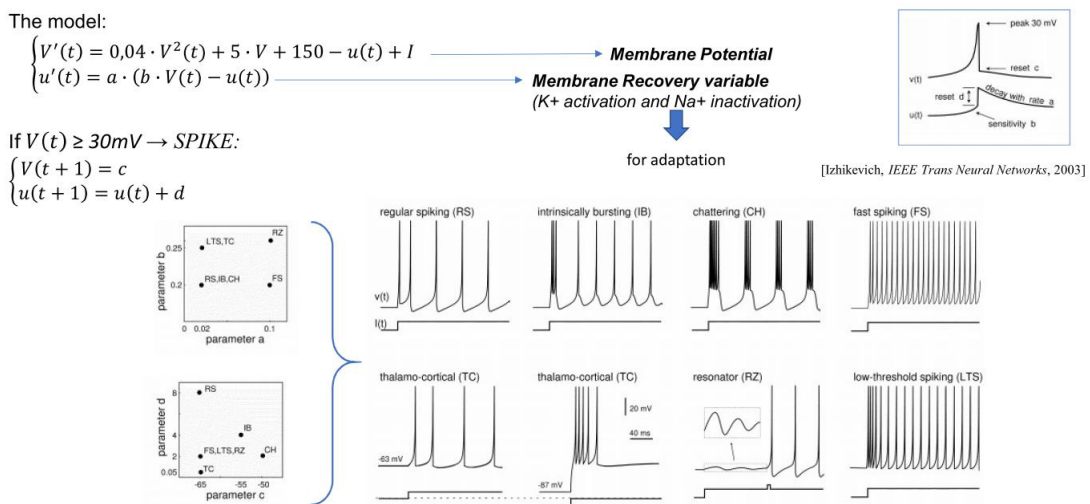 The model:
V′(t) = 0,04 · V²(t) + 5 · V + 150 − u(t) + I
Membrane Potential
u′(t) = a · (b · V(t) − u(t))
Membrane Recovery variable
(K+ activation and Na+ inactivation)
for adaptation
peak 30 mV
reset c
v(t)
reset d
decay with rate a
u(t)
sensitivity b
[Izhikevich, IEEE Trans Neural Networks, 2003]
If V(t) ≥ 30mV → SPIKE:
V(t + 1) = c
u(t + 1) = u(t) + d
parameter b
0.25
0.2
LTS,TC
RZ
RS,IB,CH
FS
0 0.02 0.1
parameter a
parameter d
8
4
2
0.05
RS
IB
FS,LTS,RZ
CH
TC
-65 -55 -50
parameter c
regular spiking (RS)
intrinsically bursting (IB)
chattering (CH)
fast spiking (FS)
v(t)
I(t)
thalamo-cortical (TC)
thalamo-cortical (TC)
resonator (RZ)
low-threshold spiking (LTS)
20 mV
40 ms
-63 mV
-87 mV